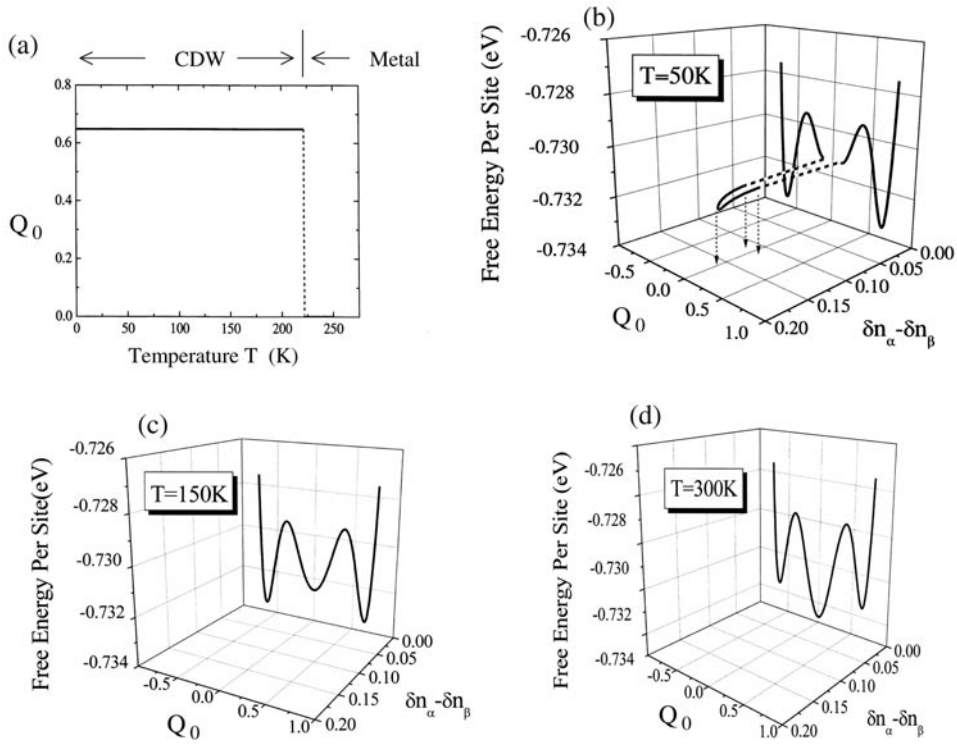 (a)
CDW
Metal
0.8
0.6
0.4
0.2
0.0
Q₀
0 50 100 150 200 250
Temperature T (K)
(b)
T=50K
Free Energy Per Site (eV)
-0.726
-0.728
-0.730
-0.732
-0.734
-0.5
0.0
0.5
1.0
Q₀
0.00
0.05
0.10
0.15
0.20
δnα-δnβ
(c)
T=150K
Free Energy Per Site(eV)
-0.726
-0.728
-0.730
-0.732
-0.734
-0.5
0.0
0.5
1.0
Q₀
0.00
0.05
0.10
0.15
0.20
δnα-δnβ
(d)
T=300K
Free Energy Per Site (eV)
-0.726
-0.728
-0.730
-0.732
-0.734
-0.5
0.0
0.5
1.0
Q₀
0.00
0.05
0.10
0.15
0.20
δnα-δnβ